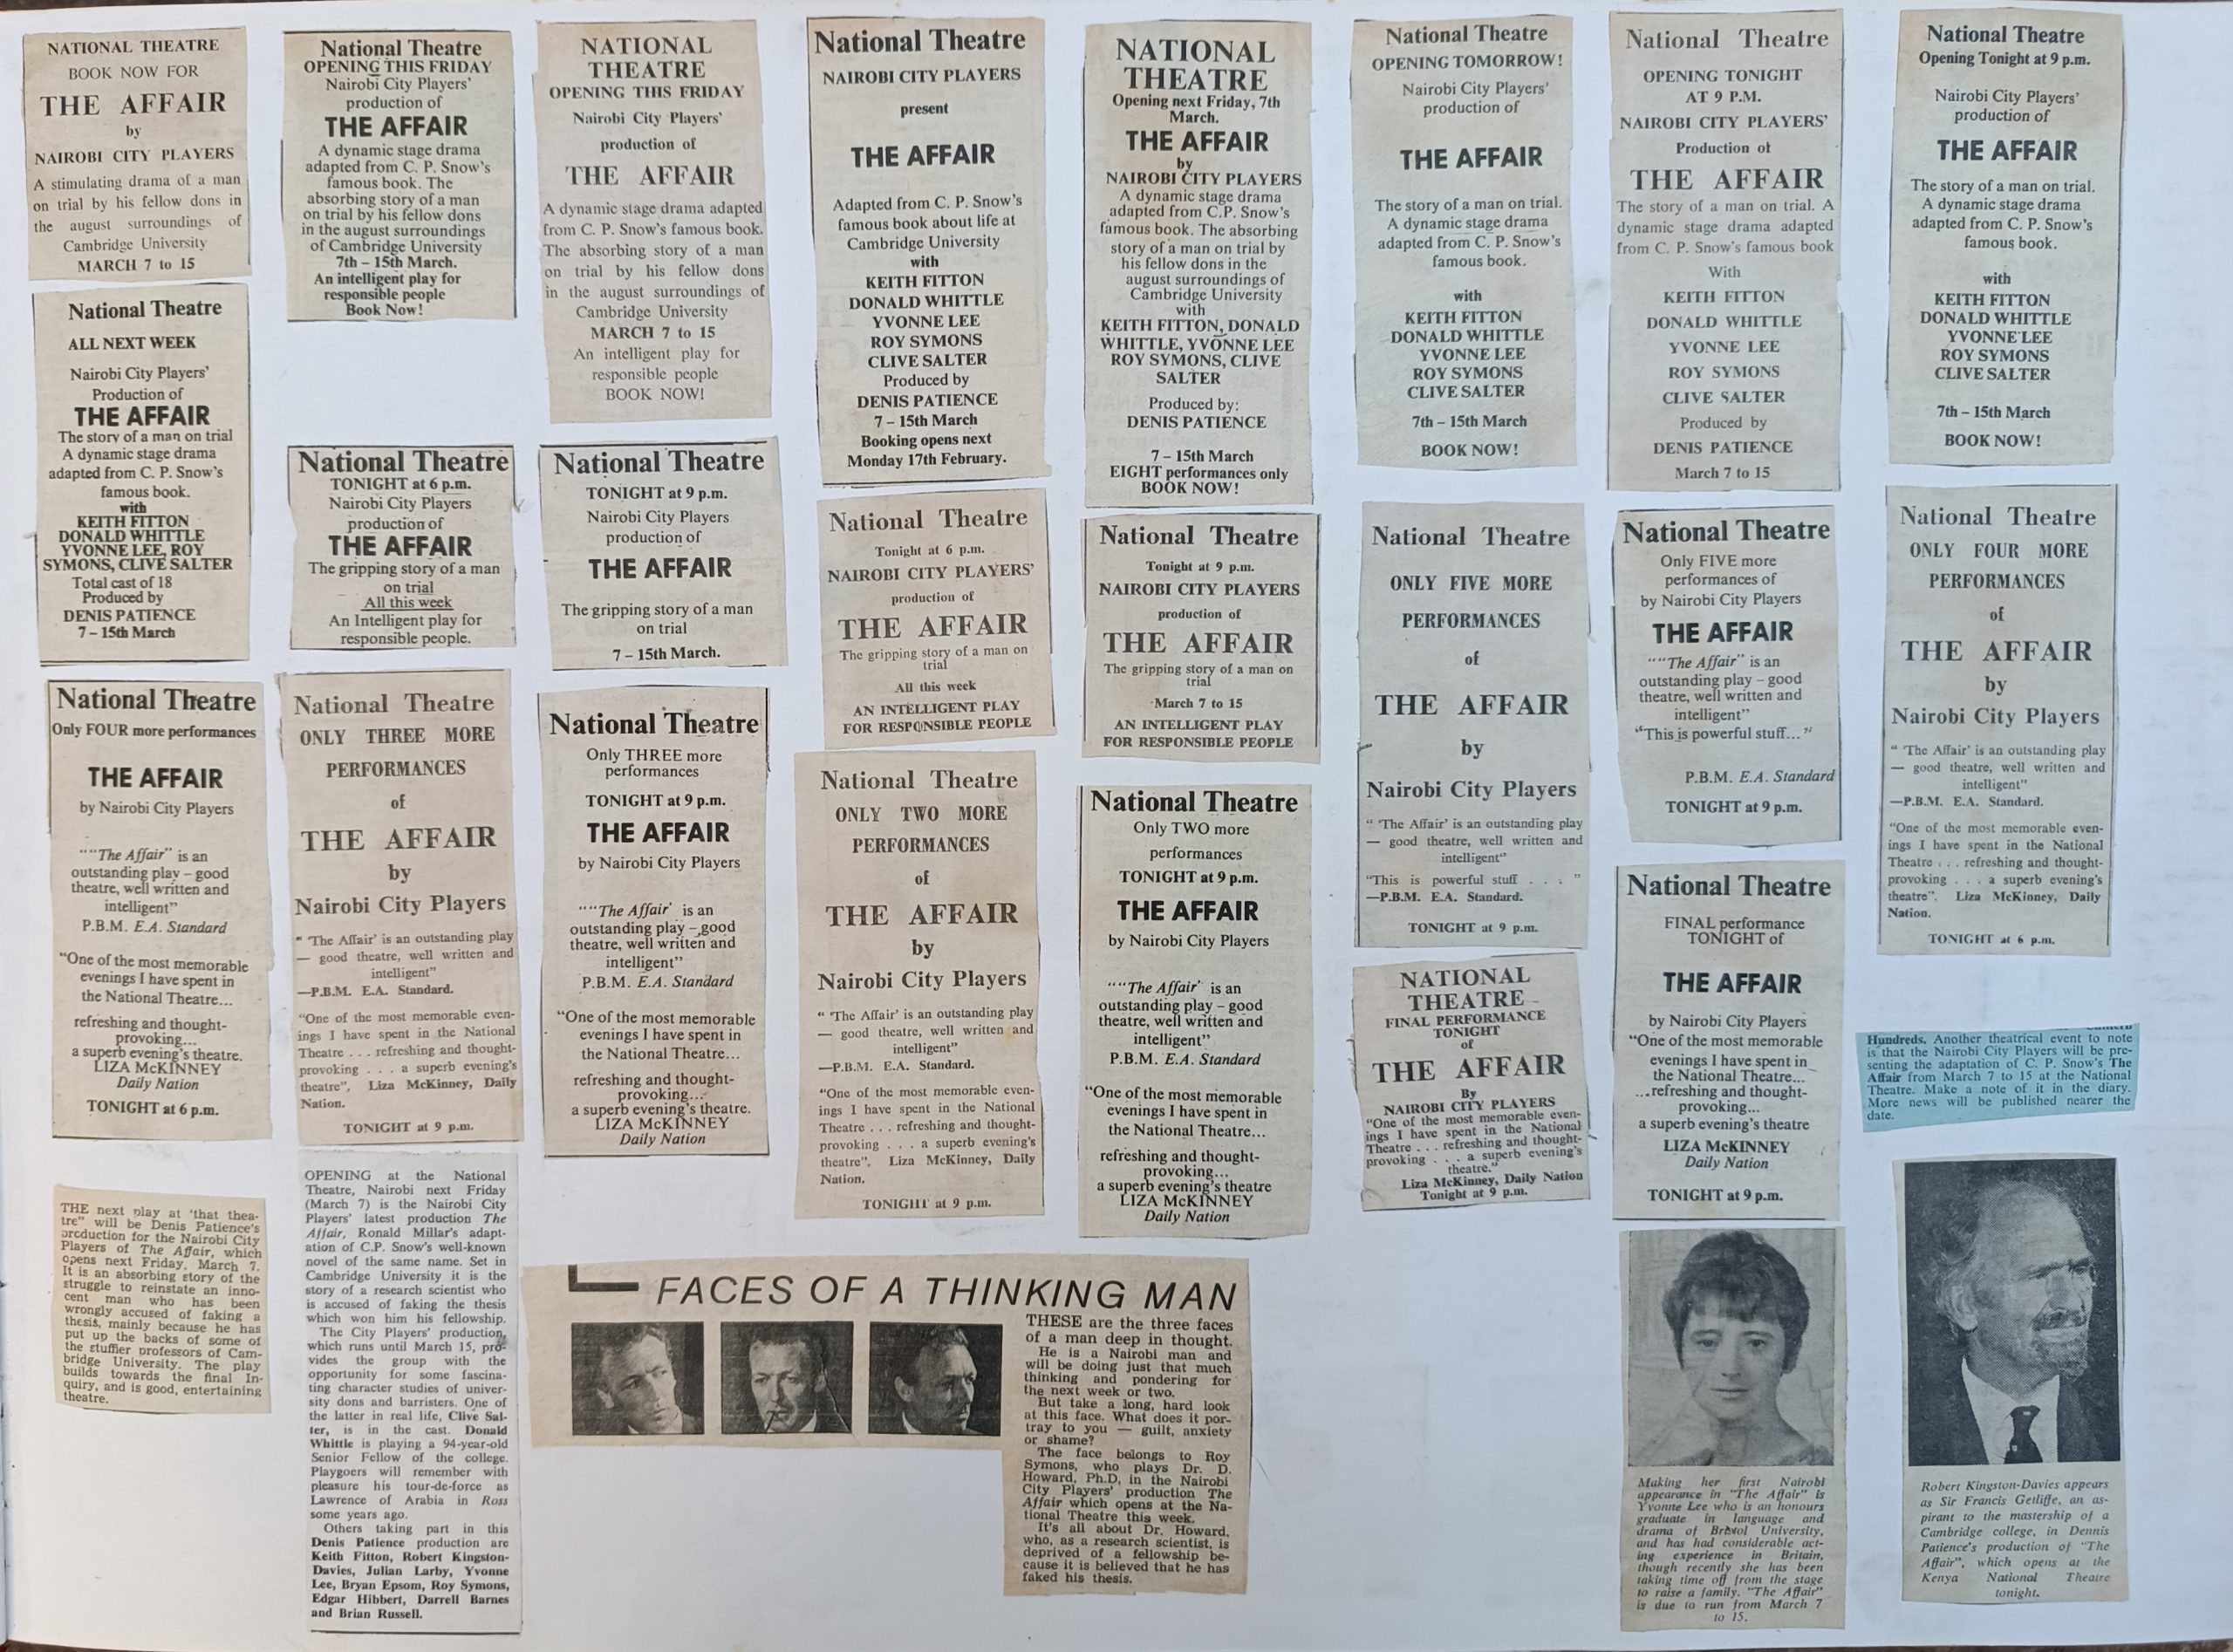 NATIONAL THEATRE
BOOK NOW FOR
THE AFFAIR
by
NAIROBI CITY PLAYERS
A stimulating drama of a man
on trial by his fellow dons in
the august surroundings of
Cambridge University
MARCH 7 to 15
National Theatre
OPENING THIS FRIDAY
Nairobi City Players'
production of
THE AFFAIR
A dynamic stage drama
adapted from C. P. Snow's
famous book. The
absorbing story of a man
on trial by his fellow dons
in the august surroundings
of Cambridge University
7th – 15th March.
An intelligent play for
responsible people
Book Now!
NATIONAL
THEATRE
OPENING THIS FRIDAY
Nairobi City Players'
production of
THE AFFAIR
A dynamic stage drama adapted
from C. P. Snow's famous book.
The absorbing story of a man
on trial by his fellow dons
in the august surroundings of
Cambridge University
MARCH 7 to 15
An intelligent play for
responsible people
BOOK NOW!
National Theatre
NAIROBI CITY PLAYERS
present
THE AFFAIR
Adapted from C. P. Snow's
famous book about life at
Cambridge University
with
KEITH FITTON
DONALD WHITTLE
YVONNE LEE
ROY SYMONS
CLIVE SALTER
Produced by
DENIS PATIENCE
7 – 15th March
Booking opens next
Monday 17th February.
NATIONAL
THEATRE
Opening next Friday, 7th
March.
THE AFFAIR
by
NAIROBI CITY PLAYERS
A dynamic stage drama
adapted from C.P. Snow's
famous book. The absorbing
story of a man on trial by
his fellow dons in the
august surroundings of
Cambridge University
with
KEITH FITTON, DONALD
WHITTLE, YVONNE LEE
ROY SYMONS, CLIVE
SALTER
Produced by:
DENIS PATIENCE
7 – 15th March
EIGHT performances only
BOOK NOW!
National Theatre
OPENING TOMORROW!
Nairobi City Players'
production of
THE AFFAIR
The story of a man on trial.
A dynamic stage drama
adapted from C. P. Snow's
famous book.
with
KEITH FITTON
DONALD WHITTLE
YVONNE LEE
ROY SYMONS
CLIVE SALTER
7th – 15th March
BOOK NOW!
National Theatre
OPENING TONIGHT
AT 9 P.M.
NAIROBI CITY PLAYERS'
Production of
THE AFFAIR
The story of a man on trial. A
dynamic stage drama adapted
from C. P. Snow's famous book
With
KEITH FITTON
DONALD WHITTLE
YVONNE LEE
ROY SYMONS
CLIVE SALTER
Produced by
DENIS PATIENCE
March 7 to 15
National Theatre
Opening Tonight at 9 p.m.
Nairobi City Players'
production of
THE AFFAIR
The story of a man on trial.
A dynamic stage drama
adapted from C. P. Snow's
famous book.
with
KEITH FITTON
DONALD WHITTLE
YVONNE LEE
ROY SYMONS
CLIVE SALTER
7th – 15th March
BOOK NOW!
National Theatre
ALL NEXT WEEK
Nairobi City Players'
Production of
THE AFFAIR
The story of a man on trial
A dynamic stage drama
adapted from C. P. Snow's
famous book.
with
KEITH FITTON
DONALD WHITTLE
YVONNE LEE, ROY
SYMONS, CLIVE SALTER
Total cast of 18
Produced by
DENIS PATIENCE
7 – 15th March
National Theatre
TONIGHT at 6 p.m.
Nairobi City Players
production of
THE AFFAIR
The gripping story of a man
on trial
All this week
An Intelligent play for
responsible people.
National Theatre
TONIGHT at 9 p.m.
Nairobi City Players
production of
THE AFFAIR
The gripping story of a man
on trial
7 – 15th March.
National Theatre
Tonight at 6 p.m.
NAIROBI CITY PLAYERS'
production of
THE AFFAIR
The gripping story of a man on
trial
All this week
AN INTELLIGENT PLAY
FOR RESPONSIBLE PEOPLE
National Theatre
Tonight at 9 p.m.
NAIROBI CITY PLAYERS
production of
THE AFFAIR
The gripping story of a man on
trial
March 7 to 15
AN INTELLIGENT PLAY
FOR RESPONSIBLE PEOPLE
National Theatre
ONLY FIVE MORE
PERFORMANCES
of
THE AFFAIR
by
Nairobi City Players
" 'The Affair' is an outstanding play
— good theatre, well written and
intelligent"
"This is powerful stuff . . . "
—P.B.M. E.A. Standard.
TONIGHT at 9 p.m.
National Theatre
Only FIVE more
performances of
by Nairobi City Players
THE AFFAIR
""The Affair" is an
outstanding play – good
theatre, well written and
intelligent"
"This is powerful stuff..."
P.B.M. E.A. Standard
TONIGHT at 9 p.m.
National Theatre
ONLY FOUR MORE
PERFORMANCES
of
THE AFFAIR
by
Nairobi City Players
" 'The Affair' is an outstanding play
— good theatre, well written and
intelligent"
—P.B.M. E.A. Standard.
"One of the most memorable even-
ings I have spent in the National
Theatre . . . refreshing and thought-
provoking . . . a superb evening's
theatre". Liza McKinney, Daily
Nation.
TONIGHT at 6 p.m.
National Theatre
Only FOUR more performances
THE AFFAIR
by Nairobi City Players
""The Affair" is an
outstanding play – good
theatre, well written and
intelligent"
P.B.M. E.A. Standard
"One of the most memorable
evenings I have spent in
the National Theatre...
refreshing and thought-
provoking...
a superb evening's theatre.
LIZA McKINNEY
Daily Nation
TONIGHT at 6 p.m.
National Theatre
ONLY THREE MORE
PERFORMANCES
of
THE AFFAIR
by
Nairobi City Players
" 'The Affair' is an outstanding play
— good theatre, well written and
intelligent"
—P.B.M. E.A. Standard.
"One of the most memorable even-
ings I have spent in the National
Theatre . . . refreshing and thought-
provoking . . . a superb evening's
theatre", Liza McKinney, Daily
Nation.
TONIGHT at 9 p.m.
National Theatre
Only THREE more
performances
TONIGHT at 9 p.m.
THE AFFAIR
by Nairobi City Players
""The Affair' is an
outstanding play – good
theatre, well written and
intelligent"
P.B.M. E.A. Standard
"One of the most memorable
evenings I have spent in
the National Theatre...
refreshing and thought-
provoking...
a superb evening's theatre.
LIZA McKINNEY
Daily Nation
National Theatre
ONLY TWO MORE
PERFORMANCES
of
THE AFFAIR
by
Nairobi City Players
" 'The Affair' is an outstanding play
— good theatre, well written and
intelligent"
—P.B.M. E.A. Standard.
"One of the most memorable even-
ings I have spent in the National
Theatre . . . refreshing and thought-
provoking . . . a superb evening's
theatre", Liza McKinney, Daily
Nation.
TONIGHT at 9 p.m.
National Theatre
Only TWO more
performances
TONIGHT at 9 p.m.
THE AFFAIR
by Nairobi City Players
""The Affair' is an
outstanding play – good
theatre, well written and
intelligent"
P.B.M. E.A. Standard
"One of the most memorable
evenings I have spent in
the National Theatre...
refreshing and thought-
provoking...
a superb evening's theatre
LIZA McKINNEY
Daily Nation
NATIONAL
THEATRE
FINAL PERFORMANCE
TONIGHT
of
THE AFFAIR
By
NAIROBI CITY PLAYERS
"One of the most memorable even-
ings I have spent in the National
Theatre . . . refreshing and thought-
provoking . . . a superb evening's
theatre."
Liza McKinney, Daily Nation
Tonight at 9 p.m.
National Theatre
FINAL performance
TONIGHT of
THE AFFAIR
by Nairobi City Players
"One of the most memorable
evenings I have spent in
the National Theatre...
...refreshing and thought-
provoking...
a superb evening's theatre
LIZA McKINNEY
Daily Nation
TONIGHT at 9 p.m.
Hundreds. Another theatrical event to note
is that the Nairobi City Players will be pre-
senting the adaptation of C. P. Snow's The
Affair from March 7 to 15 at the National
Theatre. Make a note of it in the diary.
More news will be published nearer the
date.
THE next play at 'that thea-
tre" will be Denis Patience's
production for the Nairobi City
Players of The Affair, which
opens next Friday, March 7.
It is an absorbing story of the
struggle to reinstate an inno-
cent man who has been
wrongly accused of faking a
thesis, mainly because he has
put up the backs of some of
the stuffier professors of Cam-
bridge University. The play
builds towards the final In-
quiry, and is good, entertaining
theatre.
OPENING at the National
Theatre, Nairobi next Friday
(March 7) is the Nairobi City
Players' latest production The
Affair, Ronald Millar's adapt-
ation of C.P. Snow's well-known
novel of the same name. Set in
Cambridge University it is the
story of a research scientist who
is accused of faking the thesis
which won him his fellowship.
The City Players' production,
which runs until March 15, pro-
vides the group with the
opportunity for some fascina-
ting character studies of univer-
sity dons and barristers. One of
the latter in real life, Clive Sal-
ter, is in the cast. Donald
Whittle is playing a 94-year-old
Senior Fellow of the college.
Playgoers will remember with
pleasure his tour-de-force as
Lawrence of Arabia in Ross
some years ago.
Others taking part in this
Denis Patience production are
Keith Fitton, Robert Kingston-
Davies, Julian Larby, Yvonne
Lee, Bryan Epsom, Roy Symons,
Edgar Hibbert, Darrell Barnes
and Brian Russell.
FACES OF A THINKING MAN
THESE are the three faces
of a man deep in thought.
He is a Nairobi man and
will be doing just that much
thinking and pondering for
the next week or two.
But take a long, hard look
at this face. What does it por-
tray to you — guilt, anxiety
or shame?
The face belongs to Roy
Symons, who plays Dr. D.
Howard, Ph.D, in the Nairobi
City Players' production The
Affair which opens at the Na-
tional Theatre this week.
It's all about Dr. Howard,
who, as a research scientist, is
deprived of a fellowship be-
cause it is believed that he has
faked his thesis.
Making her first Nairobi
appearance in "The Affair" is
Yvonne Lee who is an honours
graduate in language and
drama of Bristol University,
and has had considerable act-
ing experience in Britain,
though recently she has been
taking time off from the stage
to raise a family. "The Affair"
is due to run from March 7
to 15.
Robert Kingston-Davies appears
as Sir Francis Getliffe, an as-
pirant to the mastership of a
Cambridge college, in Dennis
Patience's production of "The
Affair", which opens at the
Kenya National Theatre
tonight.